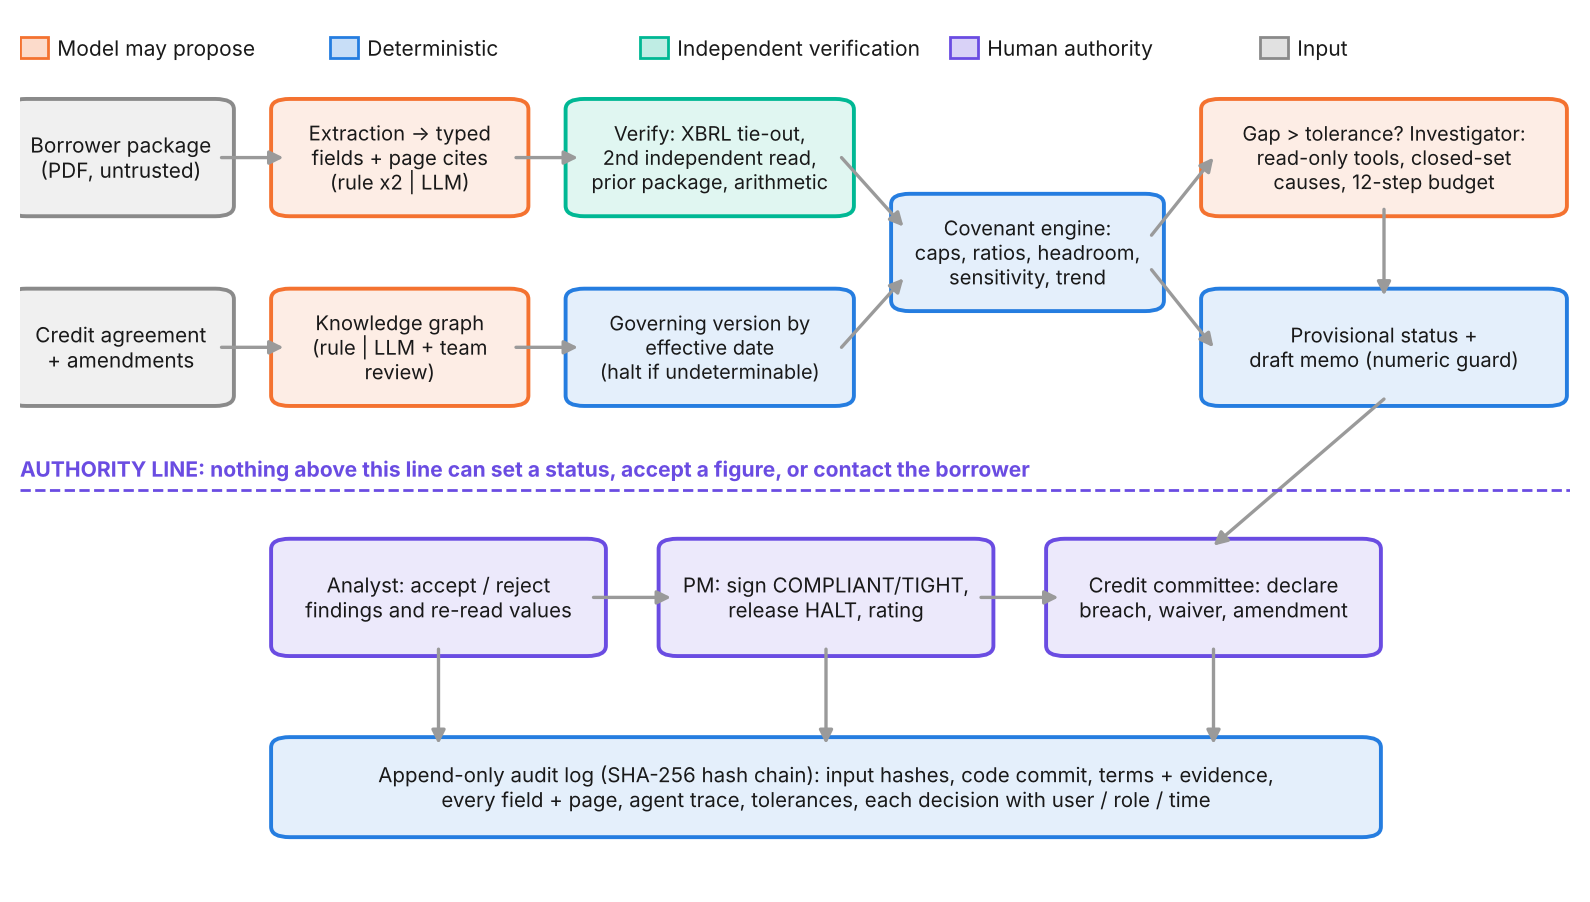 Model may propose
Deterministic
Independent verification
Human authority
Input
Borrower package
(PDF, untrusted)
Extraction → typed
fields + page cites
(rule x2 | LLM)
Verify: XBRL tie-out,
2nd independent read,
prior package, arithmetic
Covenant engine:
caps, ratios, headroom,
sensitivity, trend
Gap > tolerance? Investigator:
read-only tools, closed-set
causes, 12-step budget
Credit agreement
+ amendments
Knowledge graph
(rule | LLM + team
review)
Governing version by
effective date
(halt if undeterminable)
Provisional status +
draft memo (numeric guard)
AUTHORITY LINE: nothing above this line can set a status, accept a figure, or contact the borrower
Analyst: accept / reject
findings and re-read values
PM: sign COMPLIANT/TIGHT,
release HALT, rating
Credit committee: declare
breach, waiver, amendment
Append-only audit log (SHA-256 hash chain): input hashes, code commit, terms + evidence,
every field + page, agent trace, tolerances, each decision with user / role / time